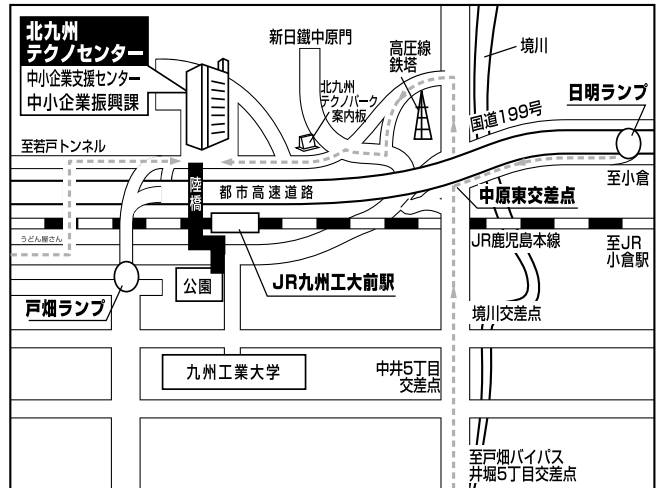 北九州
テクノセンター
中小企業支援センター
中小企業振興課
新日鐵中原門
高圧線
鉄塔
境川
北九州
テクノパーク
案内板
国道199号
日明ランプ
至若戸トンネル
至小倉
陸橋
都市高速道路
中原東交差点
うどん屋さん
JR鹿児島本線
至JR
小倉駅
公園
JR九州工大前駅
戸畑ランプ
境川交差点
九州工業大学
中井5丁目
交差点
至戸畑バイパス
井堀5丁目交差点